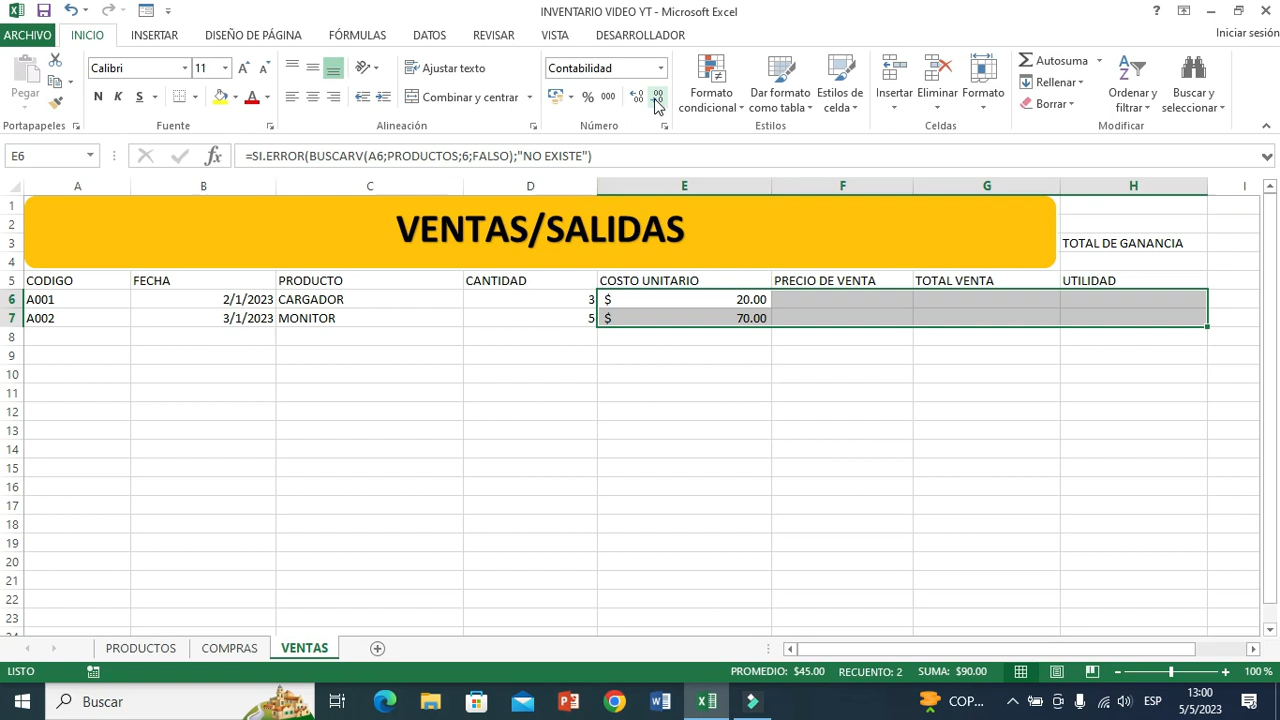 INVENTARIO VIDEO YT - Microsoft Excel
ARCHIVO INICIO INSERTAR DISEÑO DE PÁGINA FÓRMULAS DATOS REVISAR VISTA DESARROLLADOR Iniciar sesión
Pegar
Calibri 11
N K S
Ajustar texto
Combinar y centrar
Contabilidad
% 000
Formato condicional
Dar formato como tabla
Estilos de celda
Insertar Eliminar Formato
Autosuma
Rellenar
Borrar
Ordenar y filtrar
Buscar y seleccionar
Portapapeles Fuente Alineación Número Estilos Celdas Modificar
E6 fx =SI.ERROR(BUSCARV(A6;PRODUCTOS;6;FALSO);"NO EXISTE")
A B C D E F G H I
1
2 VENTAS/SALIDAS
3 TOTAL DE GANANCIA
4
5 CODIGO FECHA PRODUCTO CANTIDAD COSTO UNITARIO PRECIO DE VENTA TOTAL VENTA UTILIDAD
6 A001 2/1/2023 CARGADOR 3 $ 20.00
7 A002 3/1/2023 MONITOR 5 $ 70.00
8
9
10
11
12
13
14
15
16
17
18
19
20
21
22
23
24
PRODUCTOS COMPRAS VENTAS
LISTO PROMEDIO: $45.00 RECUENTO: 2 SUMA: $90.00 100 %
Buscar COP... ESP 13:00
5/5/2023